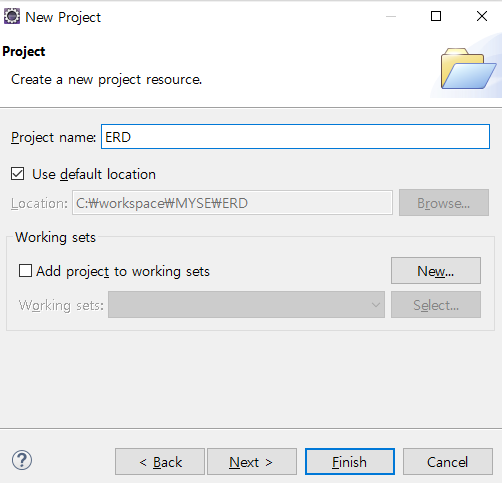 New Project
Project
Create a new project resource.
Project name: ERD
Use default location
Location: C:₩workspace₩MYSE₩ERD Browse...
Working sets
Add project to working sets New...
Working sets: Select...
? < Back Next > Finish Cancel